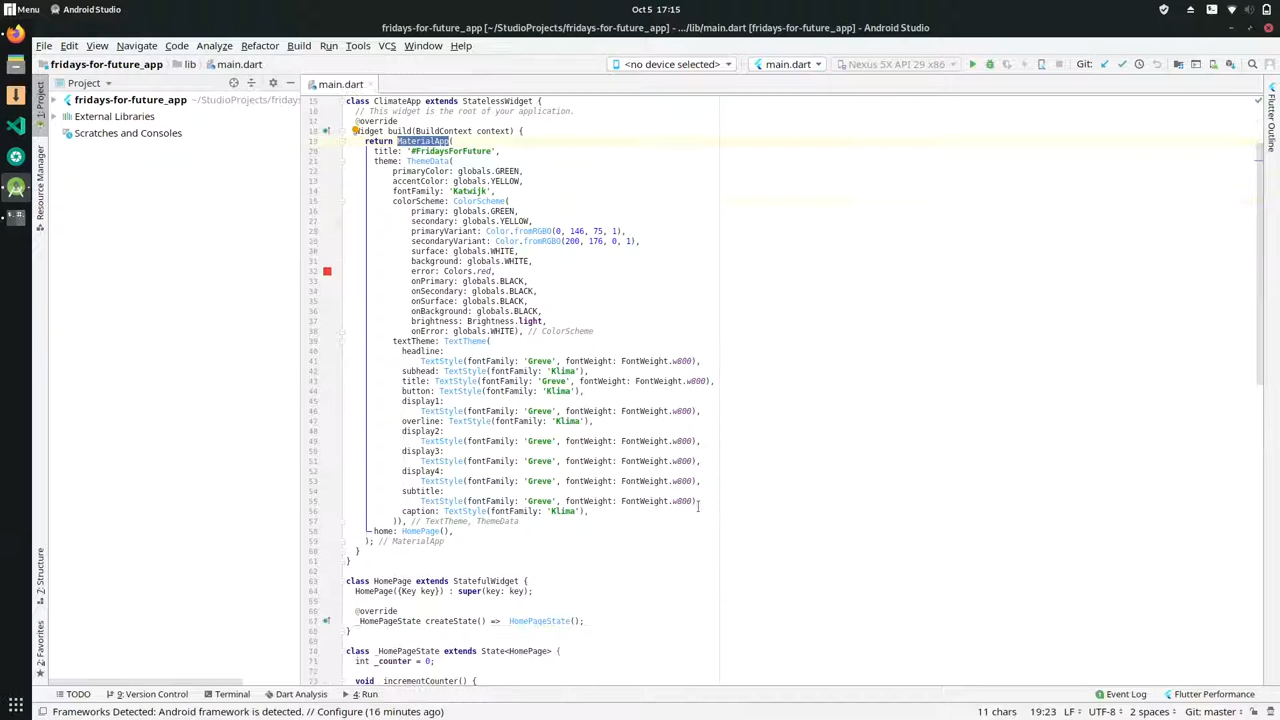 Menu Android Studio Oct 5 17:15
fridays-for-future_app [~/StudioProjects/fridays-for-future_app] - .../lib/main.dart [fridays-for-future_app] - Android Studio
File Edit View Navigate Code Analyze Refactor Build Run Tools VCS Window Help
fridays-for-future_app lib main.dart <no device selected> main.dart Nexus 5X API 29 x86 Git:
Project main.dart
fridays-for-future_app ~/StudioProjects/fridays
External Libraries
Scratches and Consoles
1: Project
Resource Manager
Z: Structure
2: Favorites
Flutter Outline
class ClimateApp extends StatelessWidget {
// This widget is the root of your application.
@override
Widget build(BuildContext context) {
return MaterialApp(
title: '#FridaysForFuture',
theme: ThemeData(
primaryColor: globals.GREEN,
accentColor: globals.YELLOW,
fontFamily: 'Katwijk',
colorScheme: ColorScheme(
primary: globals.GREEN,
secondary: globals.YELLOW,
primaryVariant: Color.fromRGBO(0, 146, 75, 1),
secondaryVariant: Color.fromRGBO(200, 176, 0, 1),
surface: globals.WHITE,
background: globals.WHITE,
error: Colors.red,
onPrimary: globals.BLACK,
onSecondary: globals.BLACK,
onSurface: globals.BLACK,
onBackground: globals.BLACK,
brightness: Brightness.light,
onError: globals.WHITE), // ColorScheme
textTheme: TextTheme(
headline:
TextStyle(fontFamily: 'Greve', fontWeight: FontWeight.w800),
subhead: TextStyle(fontFamily: 'Klima'),
title: TextStyle(fontFamily: 'Greve', fontWeight: FontWeight.w800),
button: TextStyle(fontFamily: 'Klima'),
display1:
TextStyle(fontFamily: 'Greve', fontWeight: FontWeight.w800),
overline: TextStyle(fontFamily: 'Klima'),
display2:
TextStyle(fontFamily: 'Greve', fontWeight: FontWeight.w800),
display3:
TextStyle(fontFamily: 'Greve', fontWeight: FontWeight.w800),
display4:
TextStyle(fontFamily: 'Greve', fontWeight: FontWeight.w800),
subtitle:
TextStyle(fontFamily: 'Greve', fontWeight: FontWeight.w800),
caption: TextStyle(fontFamily: 'Klima'),
)), // TextTheme, ThemeData
home: HomePage(),
); // MaterialApp
}
}
class HomePage extends StatefulWidget {
HomePage({Key key}) : super(key: key);
@override
_HomePageState createState() => _HomePageState();
}
class _HomePageState extends State<HomePage> {
int _counter = 0;
void _incrementCounter() {
TODO 9: Version Control Terminal Dart Analysis 4: Run Event Log Flutter Performance
Frameworks Detected: Android framework is detected. // Configure (16 minutes ago) 11 chars 19:23 LF UTF-8 2 spaces Git: master